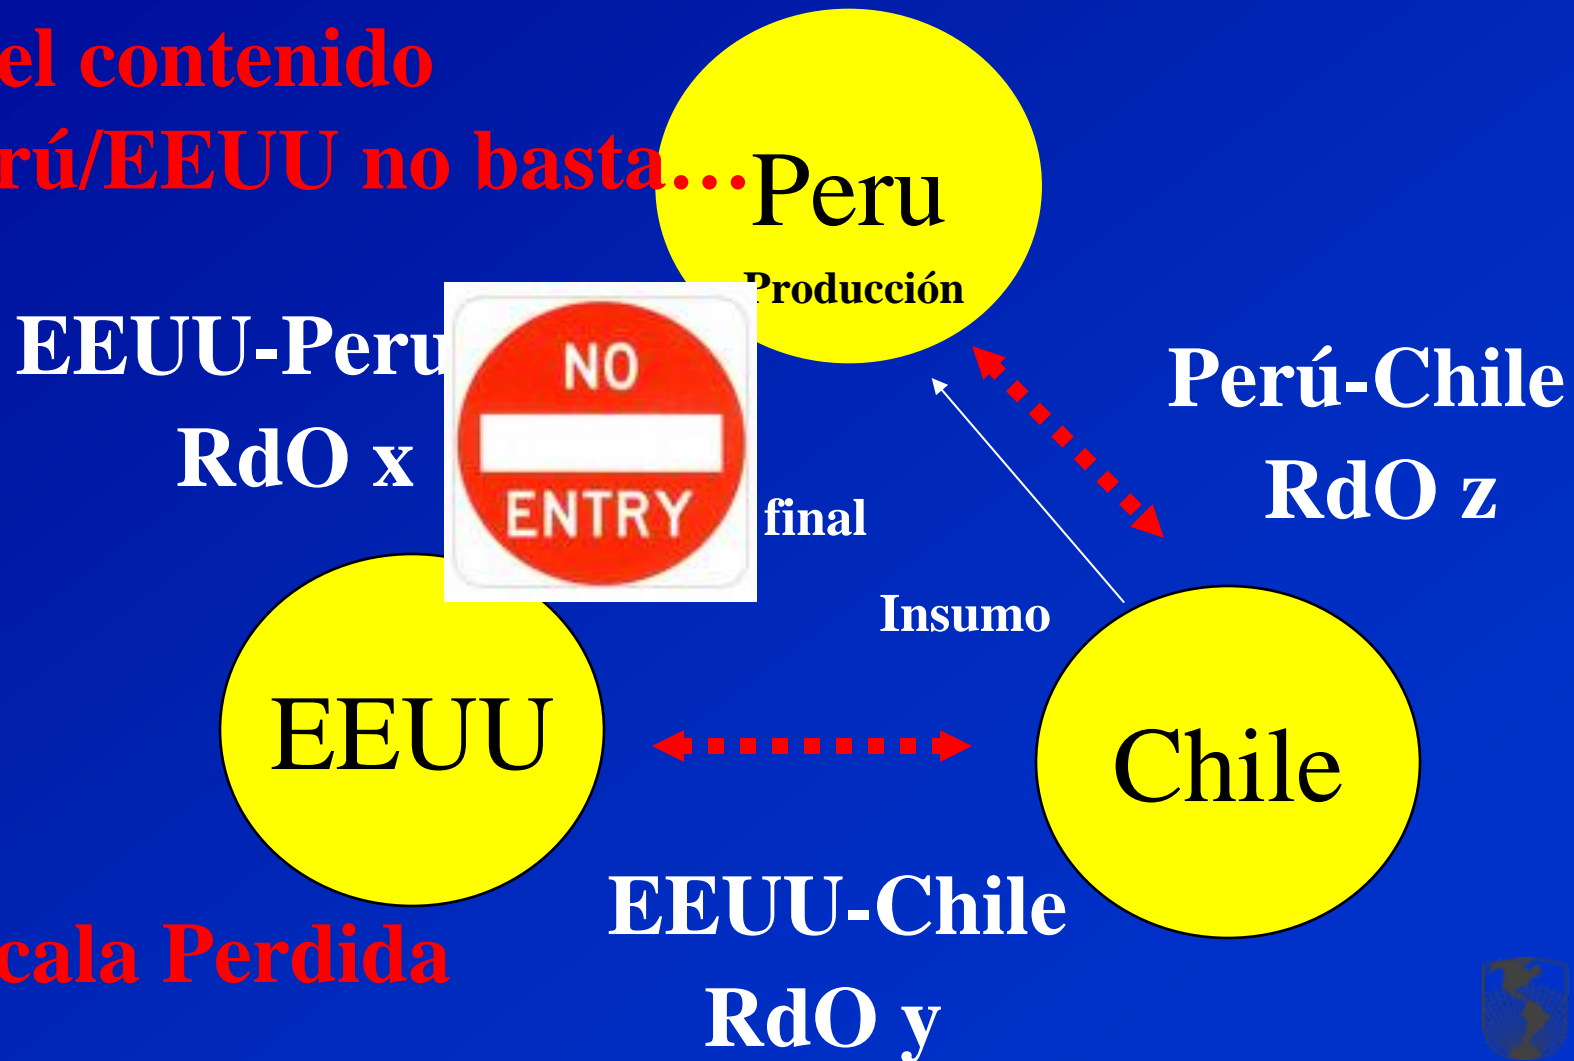 el contenido
rú/EEUU no basta...
Peru
Producción
EEUU-Peru
RdO x
NO
ENTRY
Perú-Chile
RdO z
final
Insumo
EEUU
Chile
EEUU-Chile
RdO y
cala Perdida